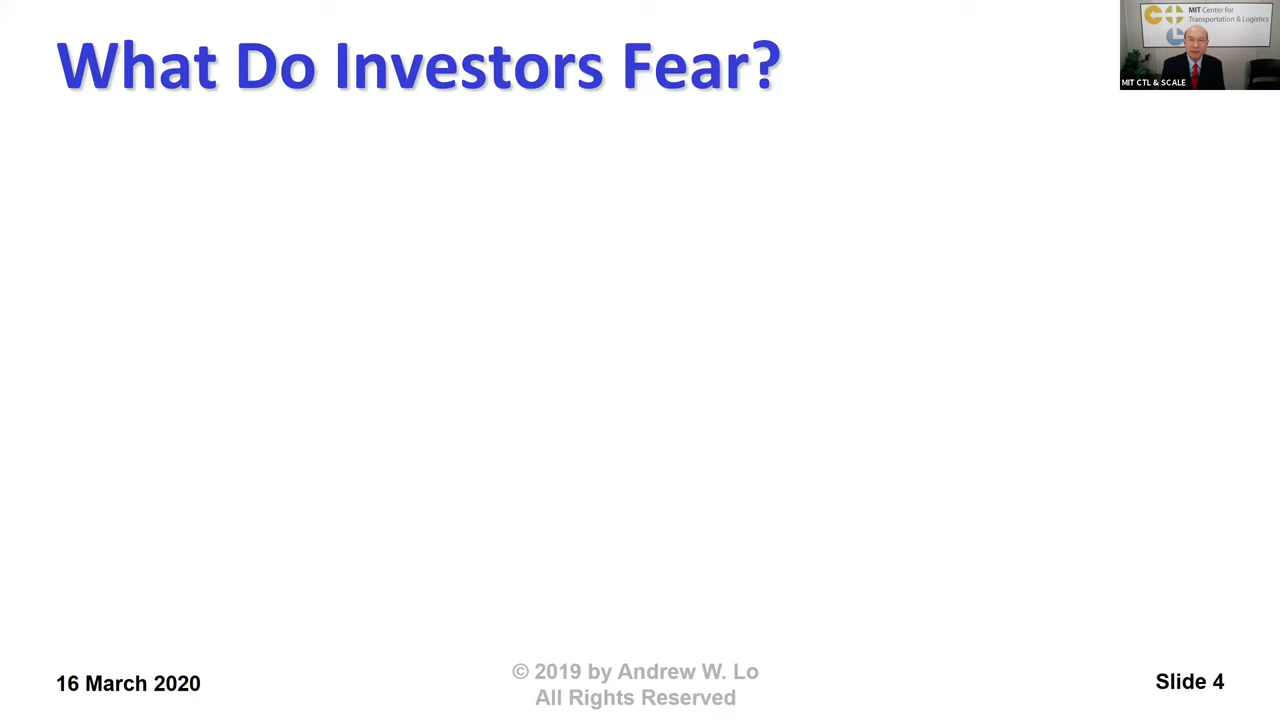 What Do Investors Fear?
MIT Center for
Transportation & Logistics
MIT CTL & SCALE
16 March 2020
© 2019 by Andrew W. Lo
All Rights Reserved
Slide 4